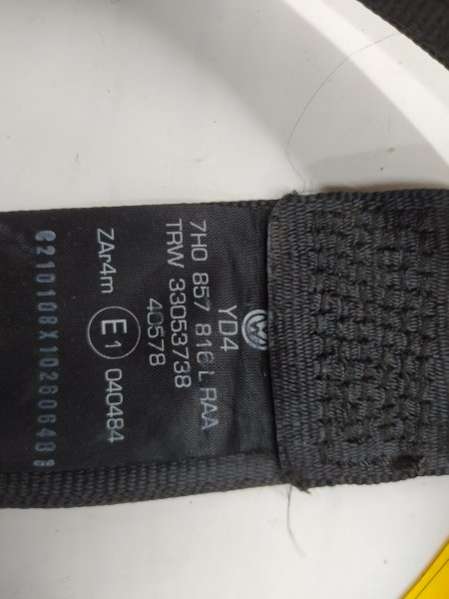 YD4
7H0 857 816 L RAA
TRW 33053738
40578
ZAr4m E1 040484